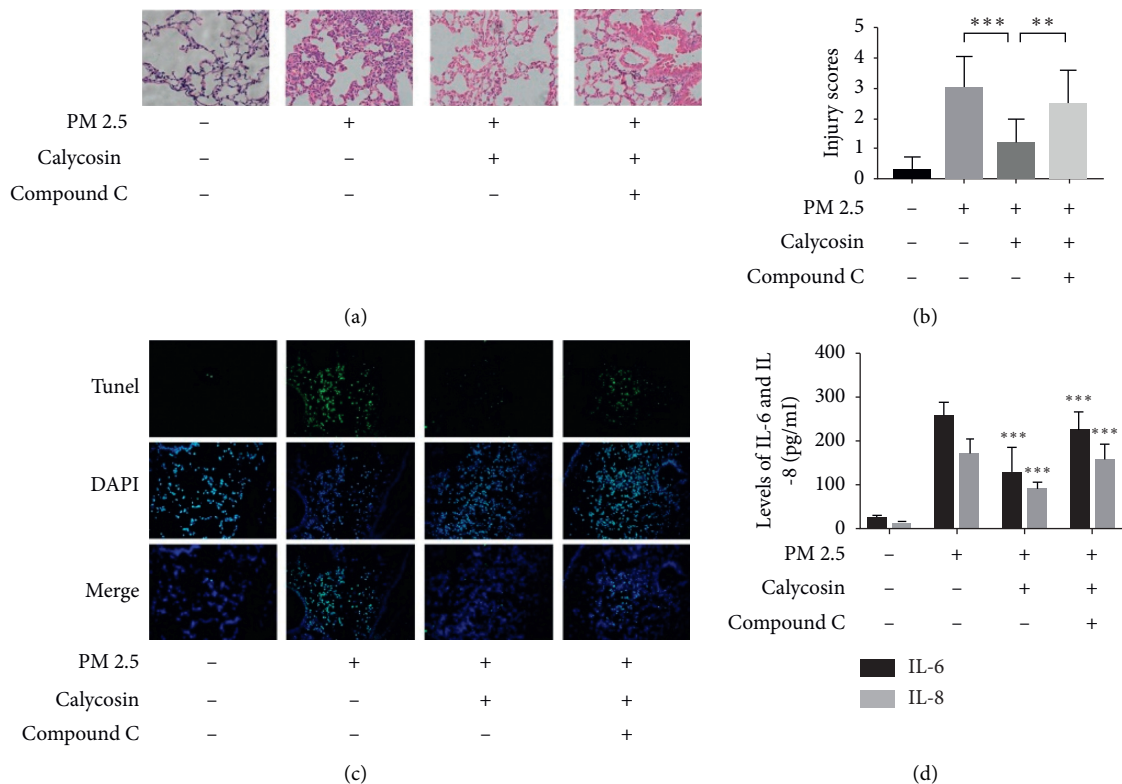 PM 2.5 – + + +
Calycosin – – + +
Compound C – – – +
(a)
*** **
Injury scores
5
4
3
2
1
0
PM 2.5 – + + +
Calycosin – – + +
Compound C – – – +
(b)
Tunel
DAPI
Merge
PM 2.5 – + + +
Calycosin – – + +
Compound C – – – +
(c)
Levels of IL-6 and IL
-8 (pg/ml)
400
300
200
100
0
*** *** *** ***
PM 2.5 – + + +
Calycosin – – + +
Compound C – – – +
IL-6
IL-8
(d)